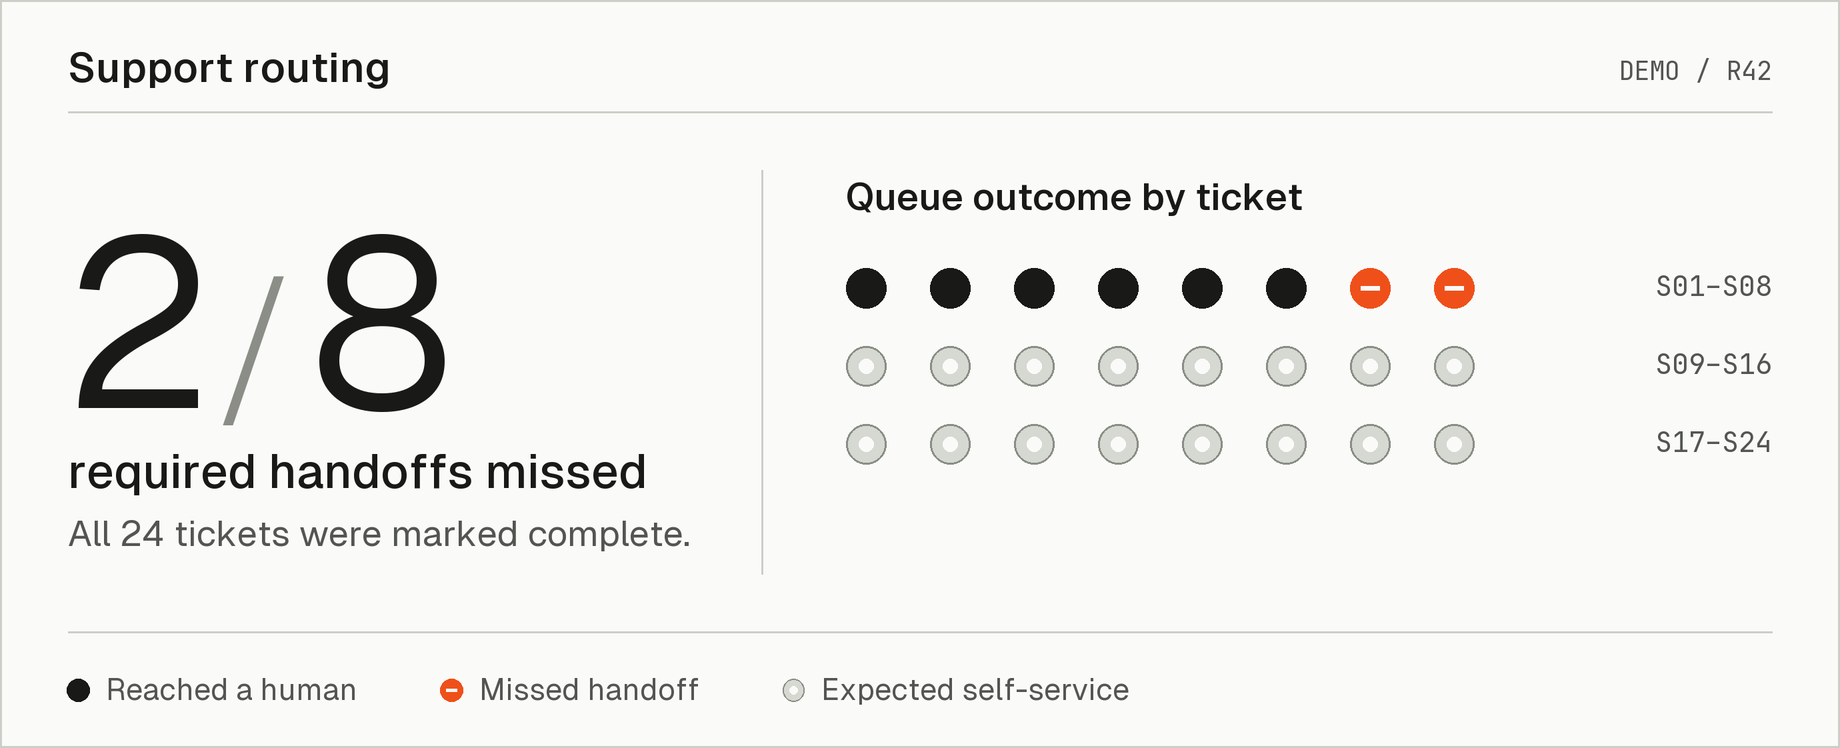 Support routing
DEMO / R42
2/8
required handoffs missed
All 24 tickets were marked complete.
Queue outcome by ticket
S01–S08
S09–S16
S17–S24
Reached a human
Missed handoff
Expected self-service